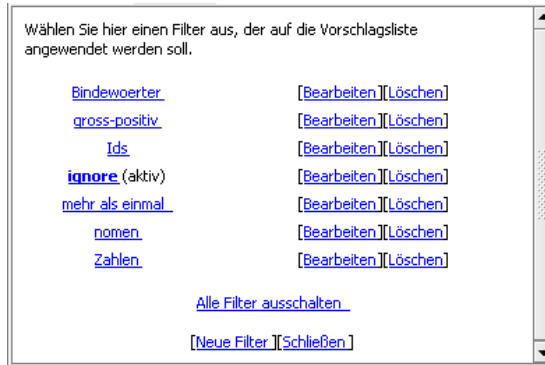 Wählen Sie hier einen Filter aus, der auf die Vorschlagsliste
angewendet werden soll.
Bindewoerter [Bearbeiten ][Löschen]
gross-positiv [Bearbeiten ][Löschen]
Ids [Bearbeiten ][Löschen]
ignore (aktiv) [Bearbeiten ][Löschen]
mehr als einmal [Bearbeiten ][Löschen]
nomen [Bearbeiten ][Löschen]
Zahlen [Bearbeiten ][Löschen]
Alle Filter ausschalten
[Neue Filter ][Schließen ]